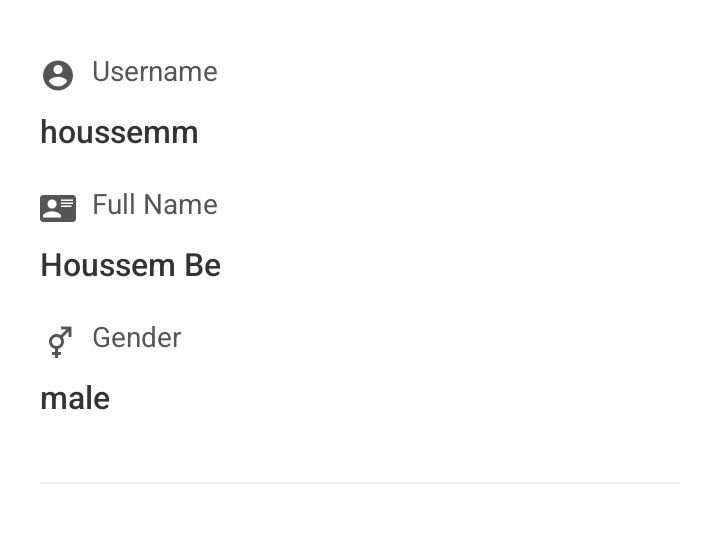 Username
houssemm
Full Name
Houssem Be
Gender
male